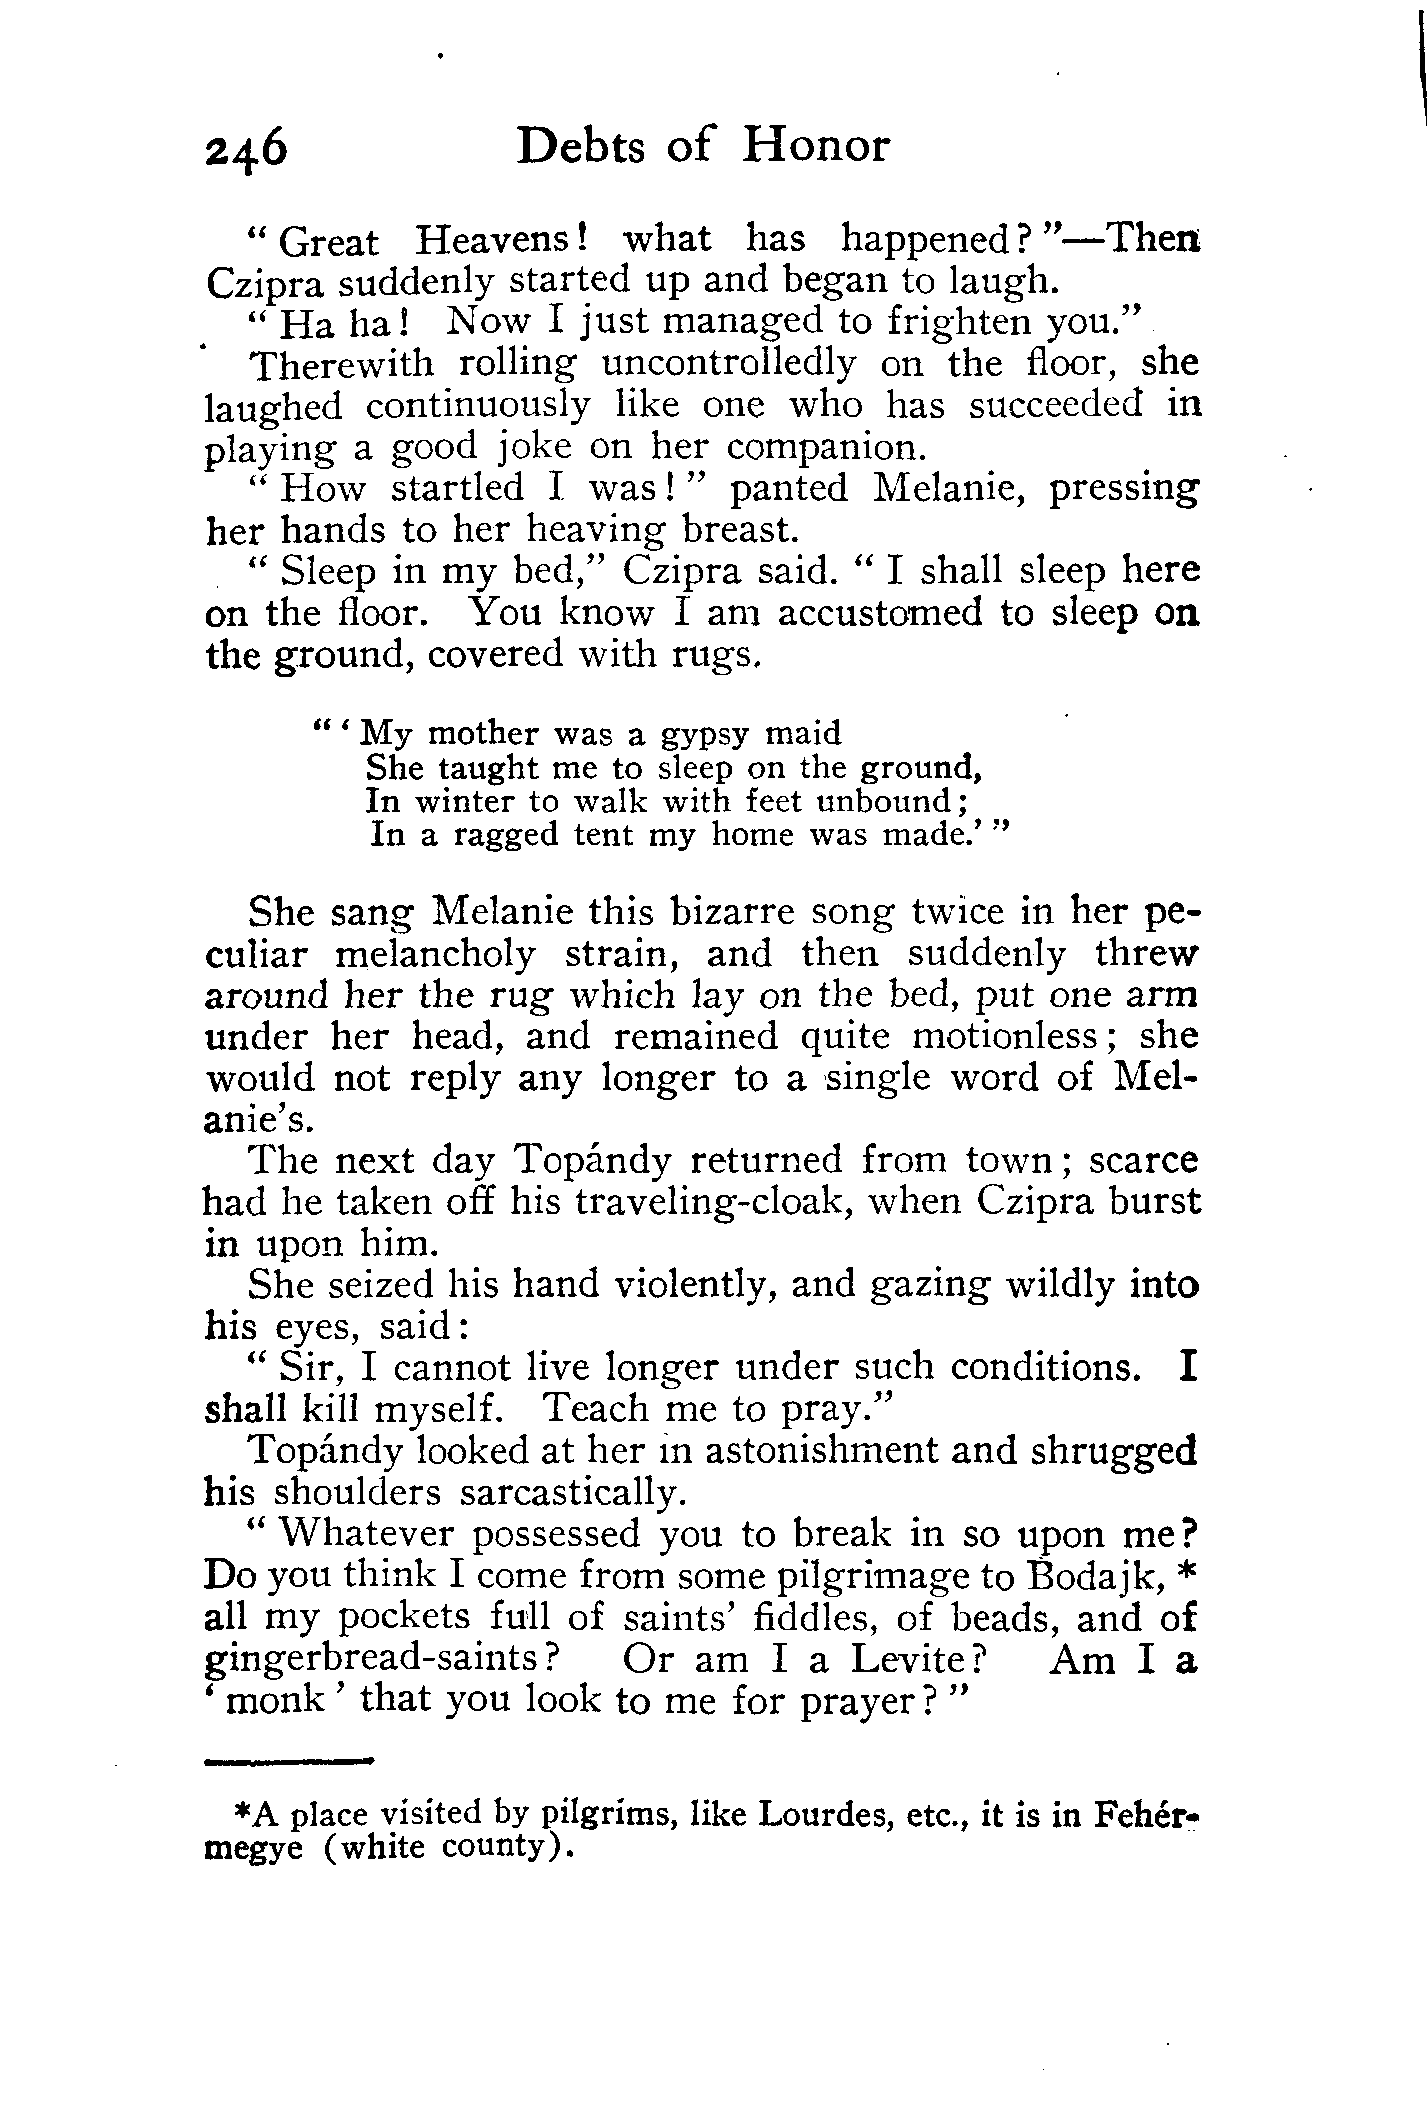 246 Debts of Honor
" Great Heavens! what has happened? "—Then
Czipra suddenly started up and began to laugh.
" Ha ha! Now I just managed to frighten you."
Therewith rolling uncontrolledly on the floor, she
laughed continuously like one who has succeeded in
playing a good joke on her companion.
" How startled I was! " panted Melanie, pressing
her hands to her heaving breast.
" Sleep in my bed," Czipra said. " I shall sleep here
on the floor. You know I am accustomed to sleep on
the ground, covered with rugs.
" ' My mother was a gypsy maid
She taught me to sleep on the ground,
In winter to walk with feet unbound;
In a ragged tent my home was made.' "
She sang Melanie this bizarre song twice in her pe-
culiar melancholy strain, and then suddenly threw
around her the rug which lay on the bed, put one arm
under her head, and remained quite motionless; she
would not reply any longer to a single word of Mel-
anie's.
The next day Topándy returned from town; scarce
had he taken off his traveling-cloak, when Czipra burst
in upon him.
She seized his hand violently, and gazing wildly into
his eyes, said:
" Sir, I cannot live longer under such conditions. I
shall kill myself. Teach me to pray."
Topándy looked at her in astonishment and shrugged
his shoulders sarcastically.
" Whatever possessed you to break in so upon me?
Do you think I come from some pilgrimage to Bodajk, *
all my pockets full of saints' fiddles, of beads, and of
gingerbread-saints? Or am I a Levite? Am I a
' monk ' that you look to me for prayer? "
*A place visited by pilgrims, like Lourdes, etc., it is in Fehér-
megye (white county).